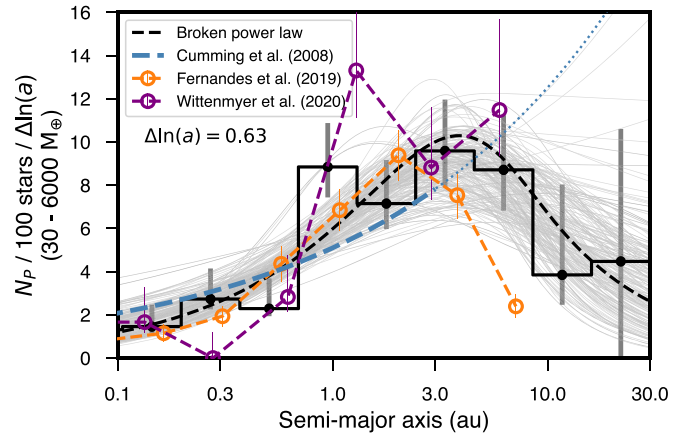 16
14
12
10
8
6
4
2
0
N_P / 100 stars / Δln(a)
(30 - 6000 M_⊕)
Broken power law
Cumming et al. (2008)
Fernandes et al. (2019)
Wittenmyer et al. (2020)
Δln(a) = 0.63
0.1 0.3 1.0 3.0 10.0 30.0
Semi-major axis (au)